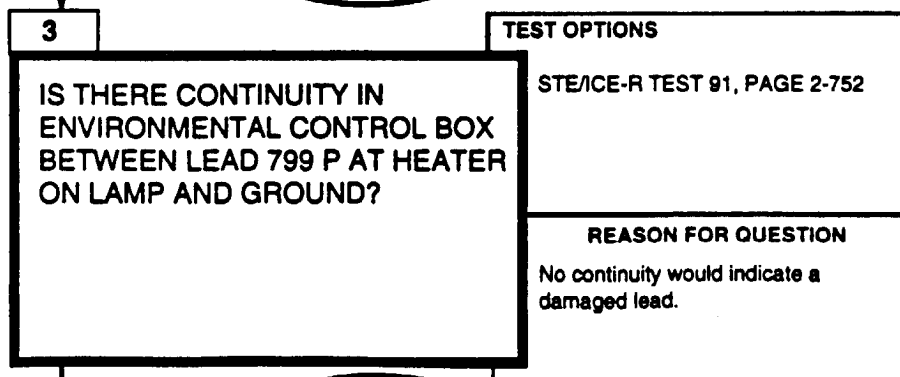 3
IS THERE CONTINUITY IN
ENVIRONMENTAL CONTROL BOX
BETWEEN LEAD 799 P AT HEATER
ON LAMP AND GROUND?
TEST OPTIONS
STE/ICE-R TEST 91, PAGE 2-752
REASON FOR QUESTION
No continuity would indicate a
damaged lead.